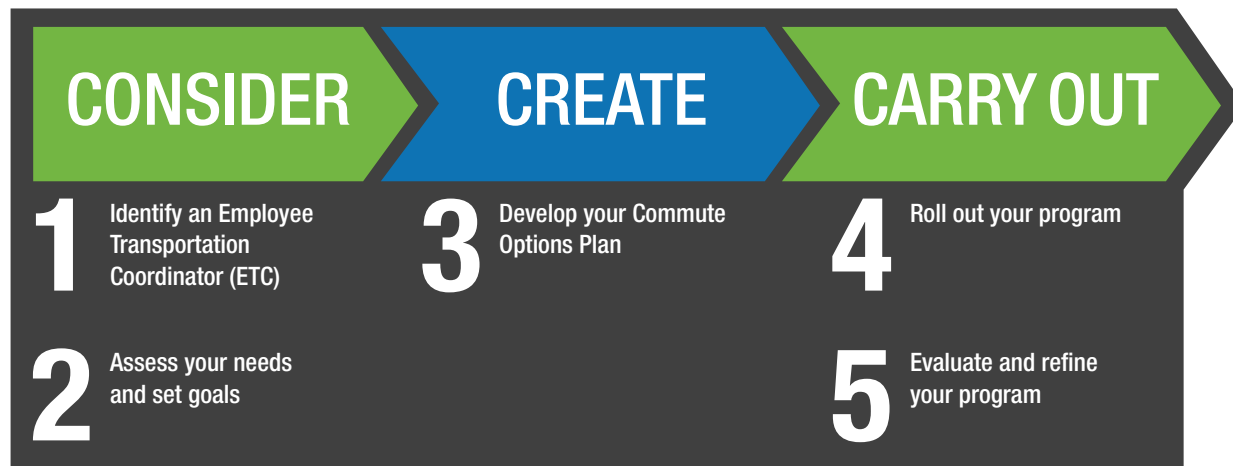 CONSIDER
CREATE
CARRY OUT
1
Identify an Employee
Transportation
Coordinator (ETC)
2
Assess your needs
and set goals
3
Develop your Commute
Options Plan
4
Roll out your program
5
Evaluate and refine
your program